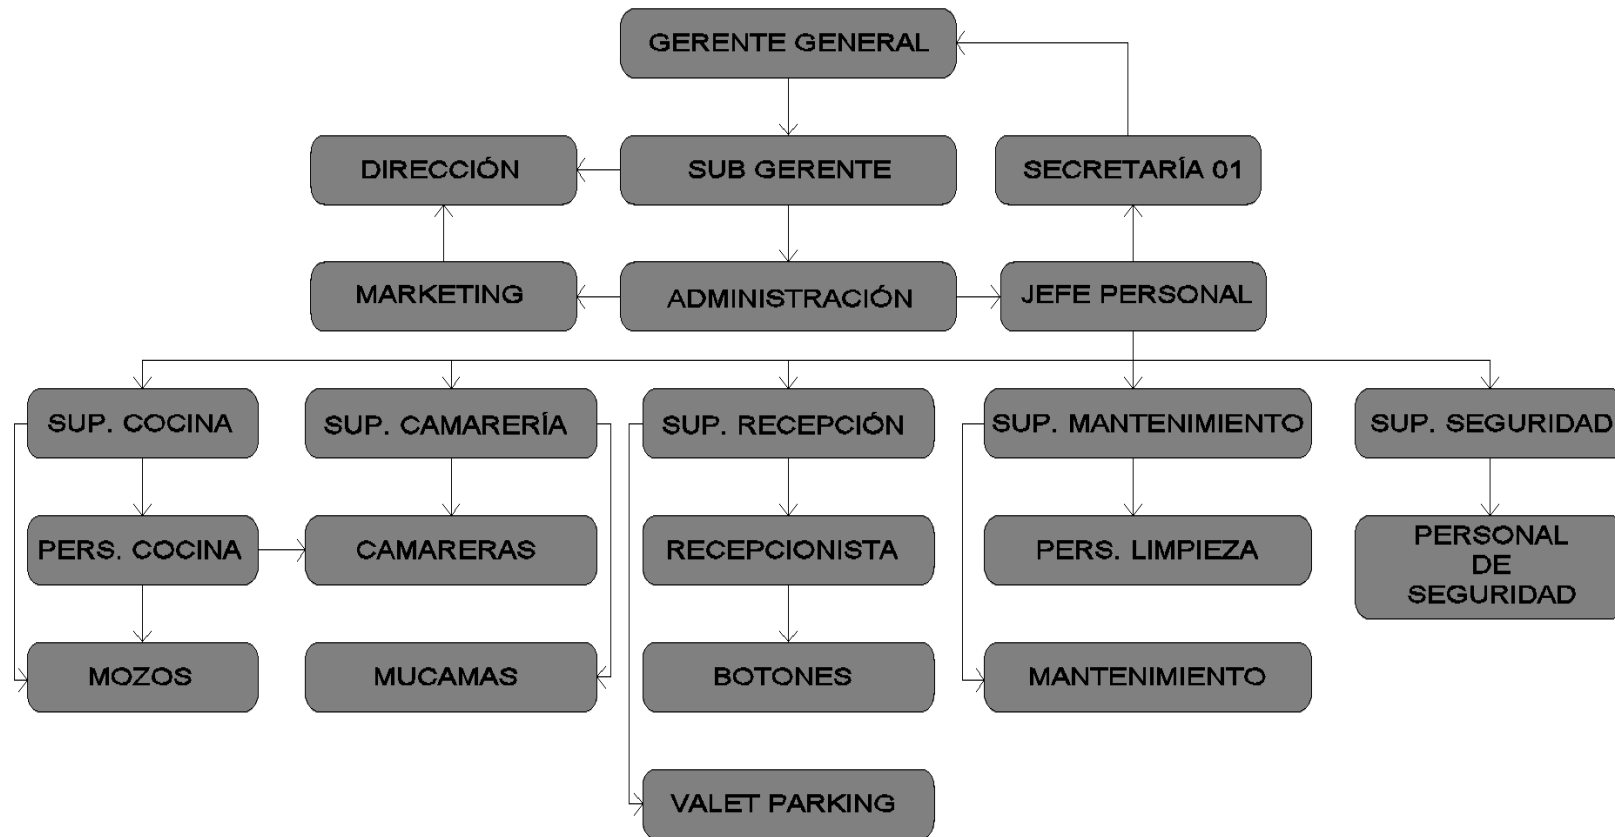 GERENTE GENERAL
DIRECCIÓN
SUB GERENTE
SECRETARÍA 01
MARKETING
ADMINISTRACIÓN
JEFE PERSONAL
SUP. COCINA
SUP. CAMARERÍA
SUP. RECEPCIÓN
SUP. MANTENIMIENTO
SUP. SEGURIDAD
PERS. COCINA
CAMARERAS
RECEPCIONISTA
PERS. LIMPIEZA
PERSONAL
DE
SEGURIDAD
MOZOS
MUCAMAS
BOTONES
MANTENIMIENTO
VALET PARKING